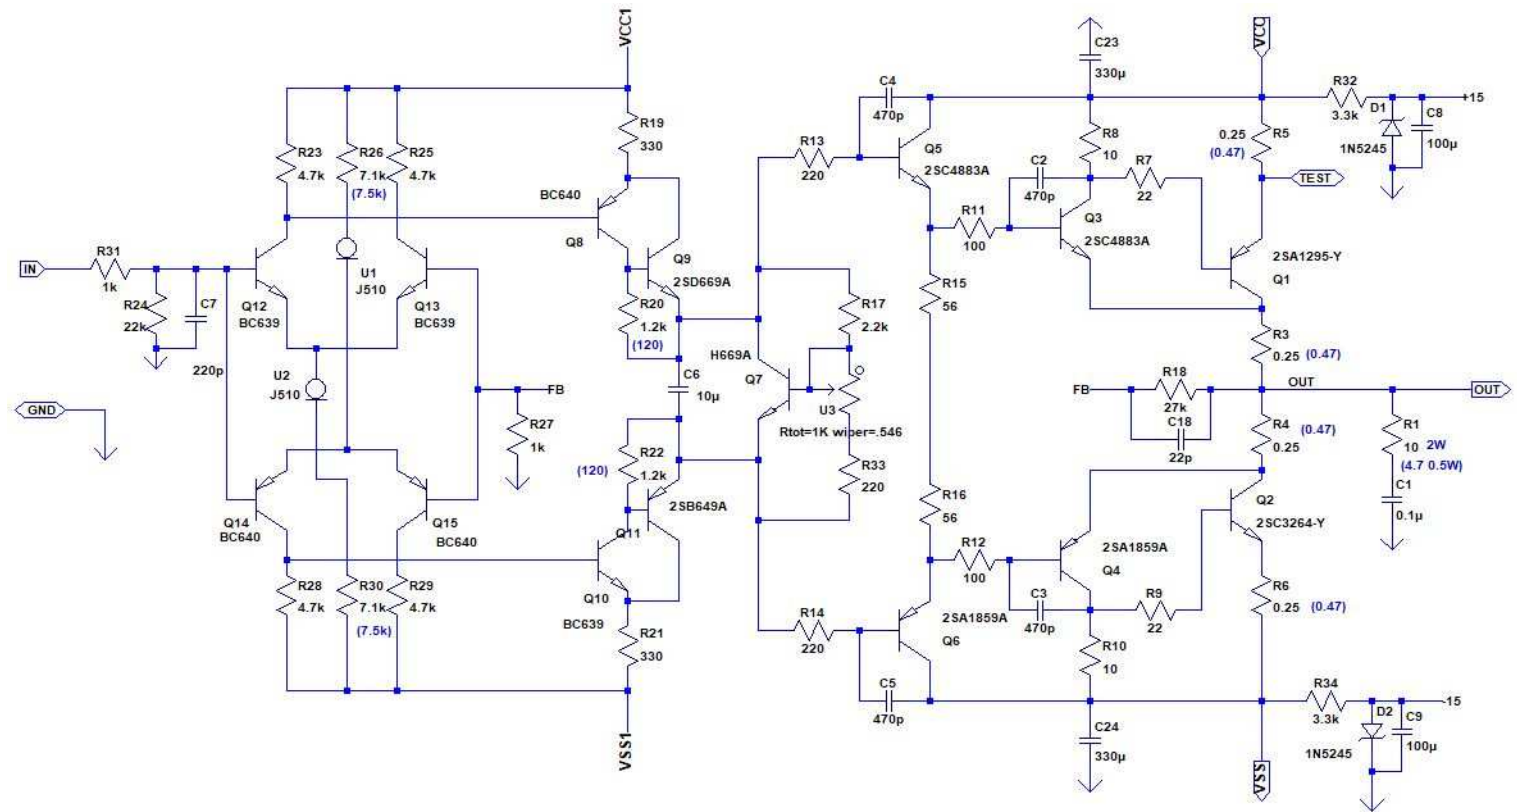 VCC1
VCC
C23
330µ
C4
470p
R32
3.3k
+15
D1
1N5245
C8
100µ
R19
330
R23
4.7k
R26
7.1k
(7.5k)
R25
4.7k
R13
220
Q5
2SC4883A
R8
10
0.25
(0.47)
R5
TEST
C2
470p
R7
22
BC640
Q8
R11
100
Q3
2SC4883A
Q9
2SD669A
2SA1295-Y
Q1
IN
R31
1k
R24
22k
C7
220p
Q12
BC639
U1
J510
Q13
BC639
R20
1.2k
(120)
R17
2.2k
R15
56
R3
0.25
(0.47)
H669A
Q7
C6
10µ
U3
Rtot=1K wiper=.546
U2
J510
FB
FB
R18
27k
C18
22p
OUT
OUT
R4
0.25
(0.47)
R1
10
2W
(4.7 0.5W)
C1
0.1µ
GND
R27
1k
(120)
R22
1.2k
R33
220
2SB649A
R16
56
Q2
2SC3264-Y
Q14
BC640
Q15
BC640
Q11
Q10
BC639
R12
100
2SA1859A
Q4
R28
4.7k
R30
7.1k
(7.5k)
R29
4.7k
C3
470p
R9
22
R6
0.25
(0.47)
R14
220
2SA1859A
Q6
R21
330
R10
10
C5
470p
R34
3.3k
-15
D2
1N5245
C9
100µ
C24
330µ
VSS1
VSS